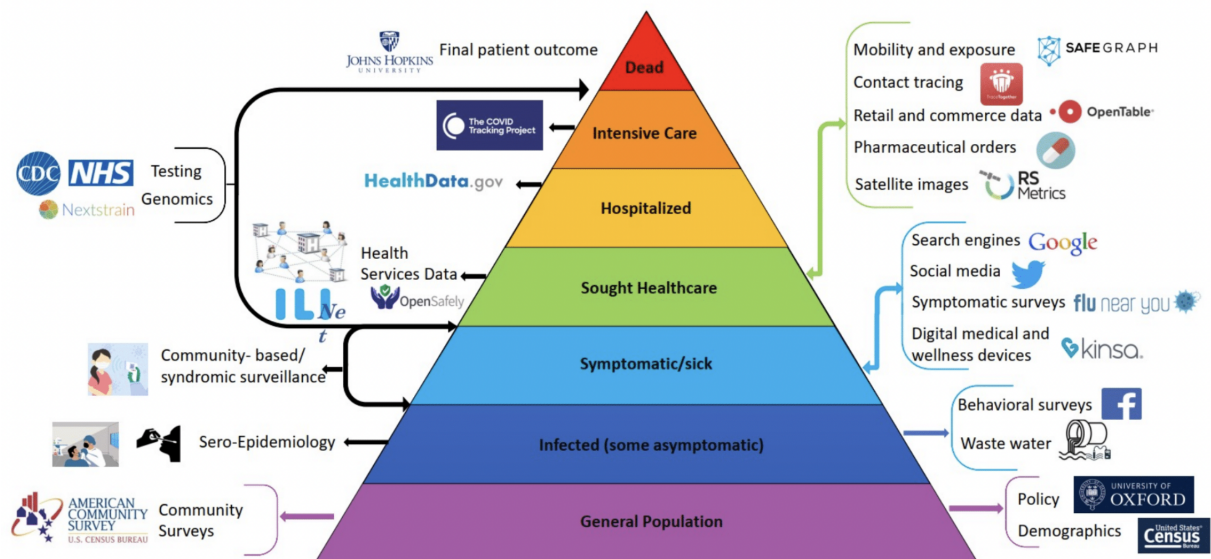 JOHNS HOPKINS
UNIVERSITY
Final patient outcome
The COVID
Tracking Project
HealthData.gov
CDC
NHS
Nextstrain
Testing
Genomics
Health
Services Data
ILINe
t
OpenSafely
Community- based/
syndromic surveillance
Sero-Epidemiology
AMERICAN
COMMUNITY
SURVEY
U.S. CENSUS BUREAU
Community
Surveys
Dead
Intensive Care
Hospitalized
Sought Healthcare
Symptomatic/sick
Infected (some asymptomatic)
General Population
Mobility and exposure
SAFEGRAPH
Contact tracing
TraceTogether
Retail and commerce data
OpenTable
Pharmaceutical orders
Satellite images
RS
Metrics
Search engines
Google
Social media
Symptomatic surveys
flu near you
Digital medical and
wellness devices
kinsa
Behavioral surveys
f
Waste water
Policy
UNIVERSITY OF
OXFORD
Demographics
United States
Census
Bureau